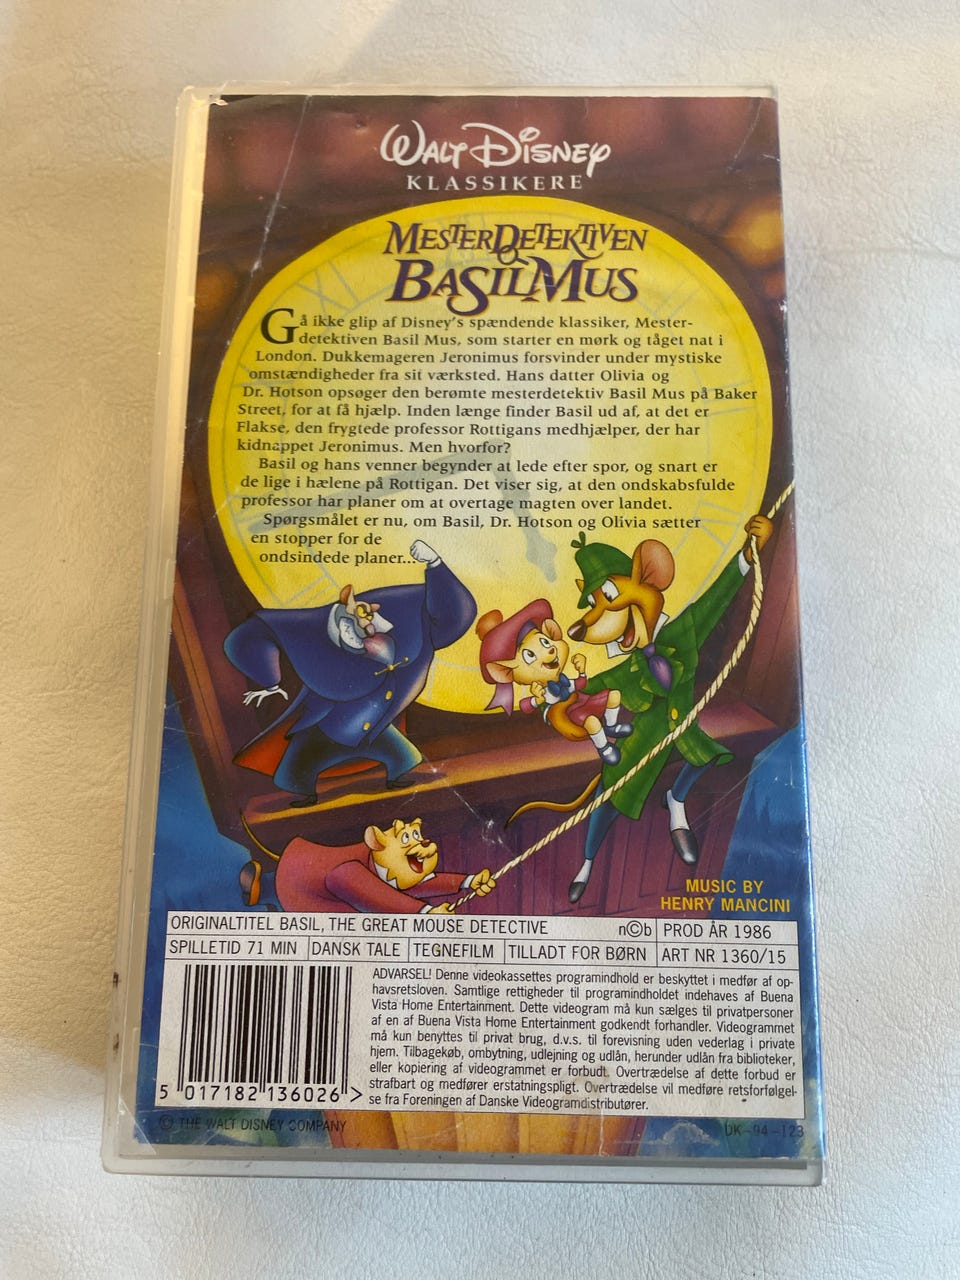 WALT DISNEY
KLASSIKERE
MESTERDETEKTIVEN
BASIL MUS
Gå ikke glip af Disney's spændende klassiker, Mester-
detektiven Basil Mus, som starter en mørk og tåget nat i
London. Dukkemageren Jeronimus forsvinder under mystiske
omstændigheder fra sit værksted. Hans datter Olivia og
Dr. Hotson opsøger den berømte mesterdetektiv Basil Mus på Baker
Street, for at få hjælp. Inden længe finder Basil ud af, at det er
Flakse, den frygtede professor Rottigans medhjælper, der har
kidnappet Jeronimus. Men hvorfor?
Basil og hans venner begynder at lede efter spor, og snart er
de lige i hælene på Rottigan. Det viser sig, at den ondskabsfulde
professor har planer om at overtage magten over landet.
Spørgsmålet er nu, om Basil, Dr. Hotson og Olivia sætter
en stopper for de
ondsindede planer...
MUSIC BY
HENRY MANCINI
ORIGINALTITEL BASIL, THE GREAT MOUSE DETECTIVE n©b PROD ÅR 1986
SPILLETID 71 MIN DANSK TALE TEGNEFILM TILLADT FOR BØRN ART NR 1360/15
ADVARSEL! Denne videokassettes programindhold er beskyttet i medfør af op-
havsretsloven. Samtlige rettigheder til programindholdet indehaves af Buena
Vista Home Entertainment. Dette videogram må kun sælges til privatpersoner
af en af Buena Vista Home Entertainment godkendt forhandler. Videogrammet
må kun benyttes til privat brug, d.v.s. til forevisning uden vederlag i private
hjem. Tilbagekøb, ombytning, udlejning og udlån, herunder udlån fra biblioteker,
eller kopiering af videogrammet er forbudt. Overtrædelse af dette forbud er
strafbart og medfører erstatningspligt. Overtrædelse vil medføre retsforfølgel-
se fra Foreningen af Danske Videogramdistributører.
5 017182 136026 >
© THE WALT DISNEY COMPANY
DK-94-123